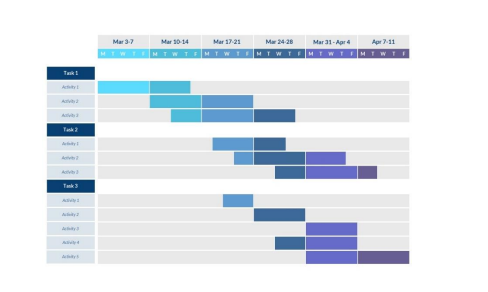 Mar 3-7 Mar 10-14 Mar 17-21 Mar 24-28 Mar 31 - Apr 4 Apr 7-11
M T W T F M T W T F M T W T F M T W T F M T W T F M T W T F
Task 1
Activity 1
Activity 2
Activity 3
Task 2
Activity 1
Activity 2
Activity 3
Task 3
Activity 1
Activity 2
Activity 3
Activity 4
Activity 5